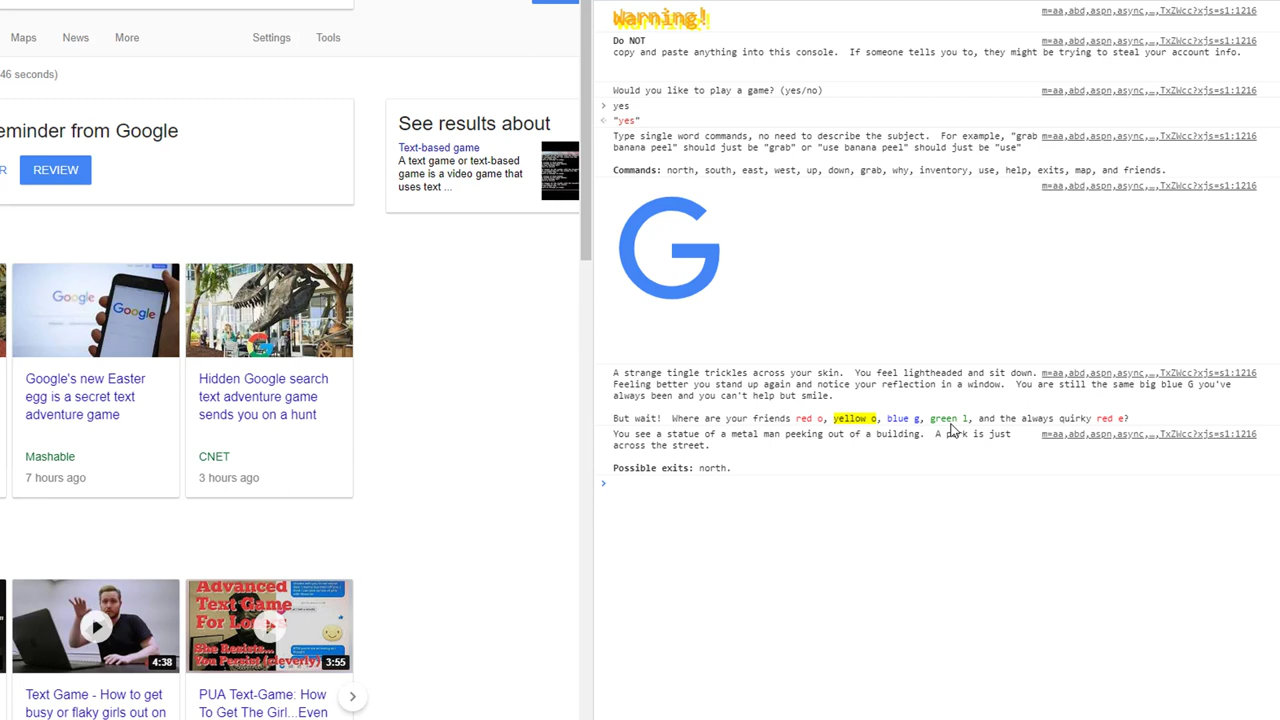 Maps News More Settings Tools
46 seconds)
eminder from Google
R REVIEW
See results about
Text-based game
A text game or text-based
game is a video game that
uses text ...
Google
Google
Google's new Easter
egg is a secret text
adventure game
Mashable
7 hours ago
Hidden Google search
text adventure game
sends you on a hunt
CNET
3 hours ago
4:38
Text Game - How to get
busy or flaky girls out on
Advanced
Text Game
For Losers
She Resists...
You Persist (cleverly)
3:55
PUA Text-Game: How
To Get The Girl...Even
Warning! m=aa,abd,aspn,async,…,TxZWcc?xjs=s1:1216
Do NOT m=aa,abd,aspn,async,…,TxZWcc?xjs=s1:1216
copy and paste anything into this console. If someone tells you to, they might be trying to steal your account info.
Would you like to play a game? (yes/no) m=aa,abd,aspn,async,…,TxZWcc?xjs=s1:1216
> yes
< "yes"
Type single word commands, no need to describe the subject. For example, "grab m=aa,abd,aspn,async,…,TxZWcc?xjs=s1:1216
banana peel" should just be "grab" or "use banana peel" should just be "use"
Commands: north, south, east, west, up, down, grab, why, inventory, use, help, exits, map, and friends.
m=aa,abd,aspn,async,…,TxZWcc?xjs=s1:1216
G
A strange tingle trickles across your skin. You feel lightheaded and sit down. m=aa,abd,aspn,async,…,TxZWcc?xjs=s1:1216
Feeling better you stand up again and notice your reflection in a window. You are still the same big blue G you've
always been and you can't help but smile.
But wait! Where are your friends red o, yellow o, blue g, green l, and the always quirky red e?
You see a statue of a metal man peeking out of a building. A park is just m=aa,abd,aspn,async,…,TxZWcc?xjs=s1:1216
across the street.
Possible exits: north.
>